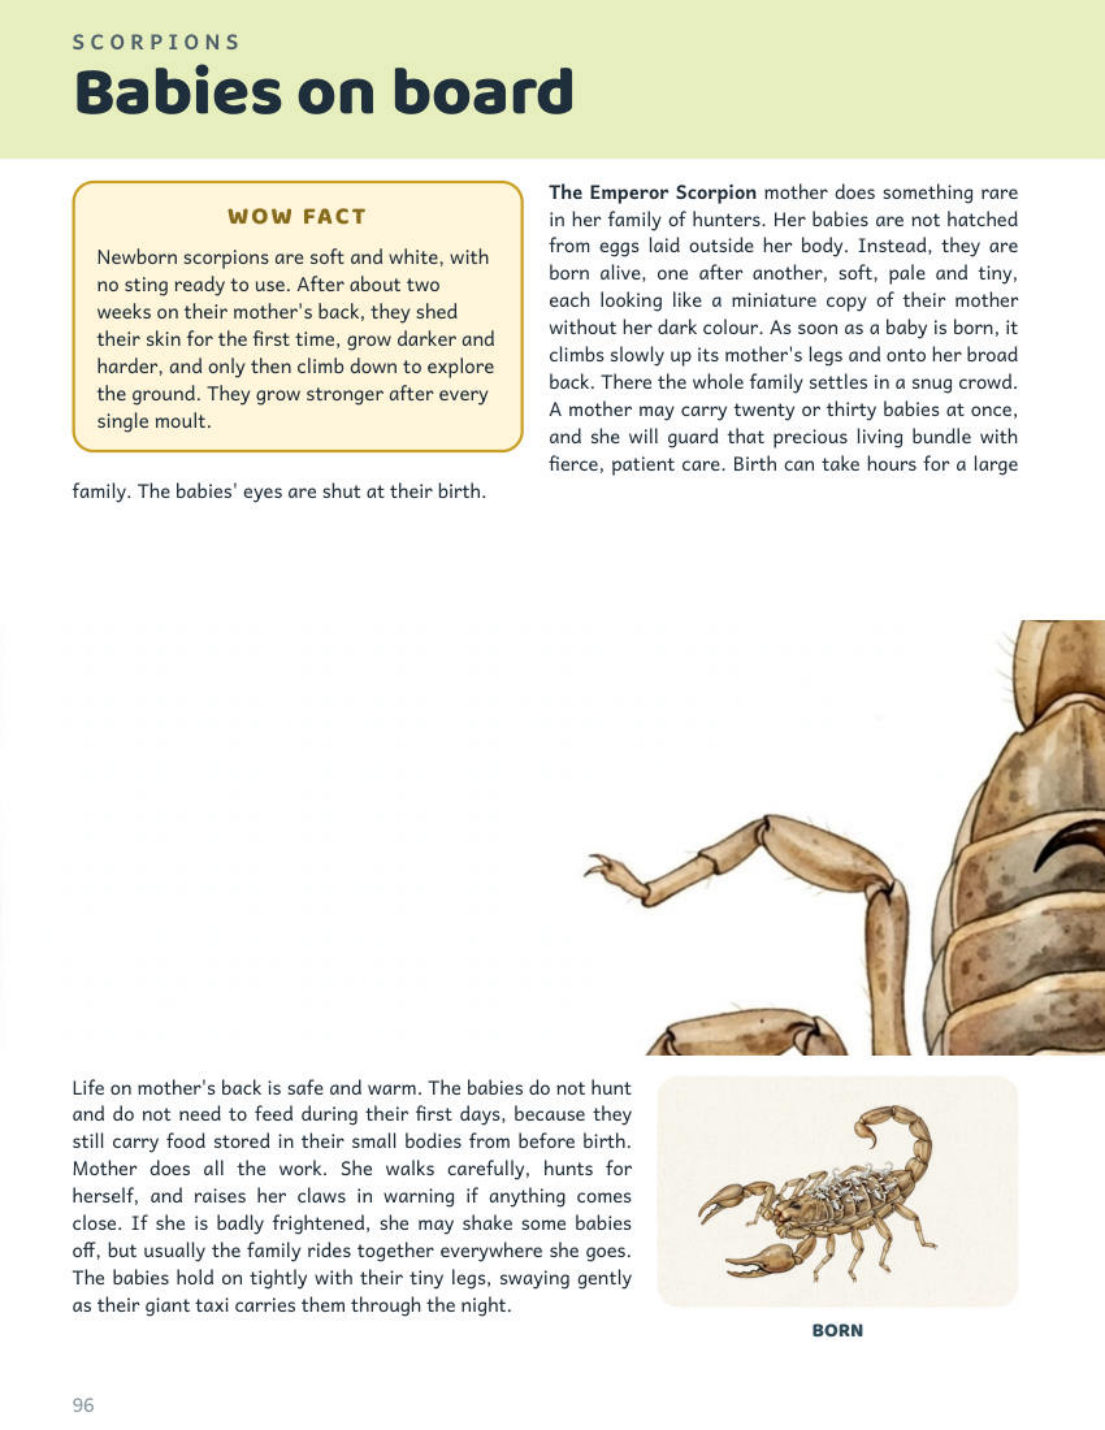 SCORPIONS
Babies on board
WOW FACT
Newborn scorpions are soft and white, with
no sting ready to use. After about two
weeks on their mother's back, they shed
their skin for the first time, grow darker and
harder, and only then climb down to explore
the ground. They grow stronger after every
single moult.
The Emperor Scorpion mother does something rare
in her family of hunters. Her babies are not hatched
from eggs laid outside her body. Instead, they are
born alive, one after another, soft, pale and tiny,
each looking like a miniature copy of their mother
without her dark colour. As soon as a baby is born, it
climbs slowly up its mother's legs and onto her broad
back. There the whole family settles in a snug crowd.
A mother may carry twenty or thirty babies at once,
and she will guard that precious living bundle with
fierce, patient care. Birth can take hours for a large
family. The babies' eyes are shut at their birth.
Life on mother's back is safe and warm. The babies do not hunt
and do not need to feed during their first days, because they
still carry food stored in their small bodies from before birth.
Mother does all the work. She walks carefully, hunts for
herself, and raises her claws in warning if anything comes
close. If she is badly frightened, she may shake some babies
off, but usually the family rides together everywhere she goes.
The babies hold on tightly with their tiny legs, swaying gently
as their giant taxi carries them through the night.
BORN
96